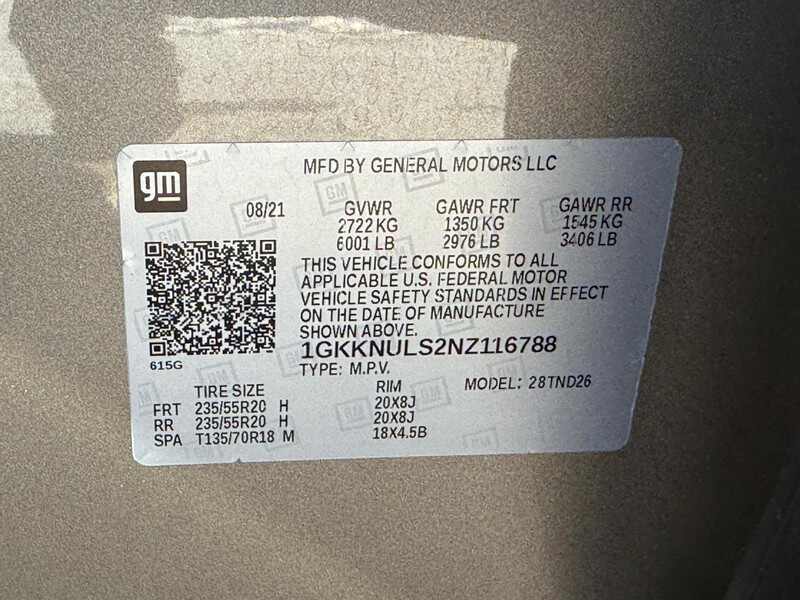 gm
MFD BY GENERAL MOTORS LLC
08/21 GVWR GAWR FRT GAWR RR
2722 KG 1350 KG 1545 KG
6001 LB 2976 LB 3406 LB
THIS VEHICLE CONFORMS TO ALL
APPLICABLE U.S. FEDERAL MOTOR
VEHICLE SAFETY STANDARDS IN EFFECT
ON THE DATE OF MANUFACTURE
SHOWN ABOVE.
615G
1GKKNULS2NZ116788
TYPE: M.P.V.
TIRE SIZE RIM MODEL: 28TND26
FRT 235/55R20 H 20X8J
RR 235/55R20 H 20X8J
SPA T135/70R18 M 18X4.5B